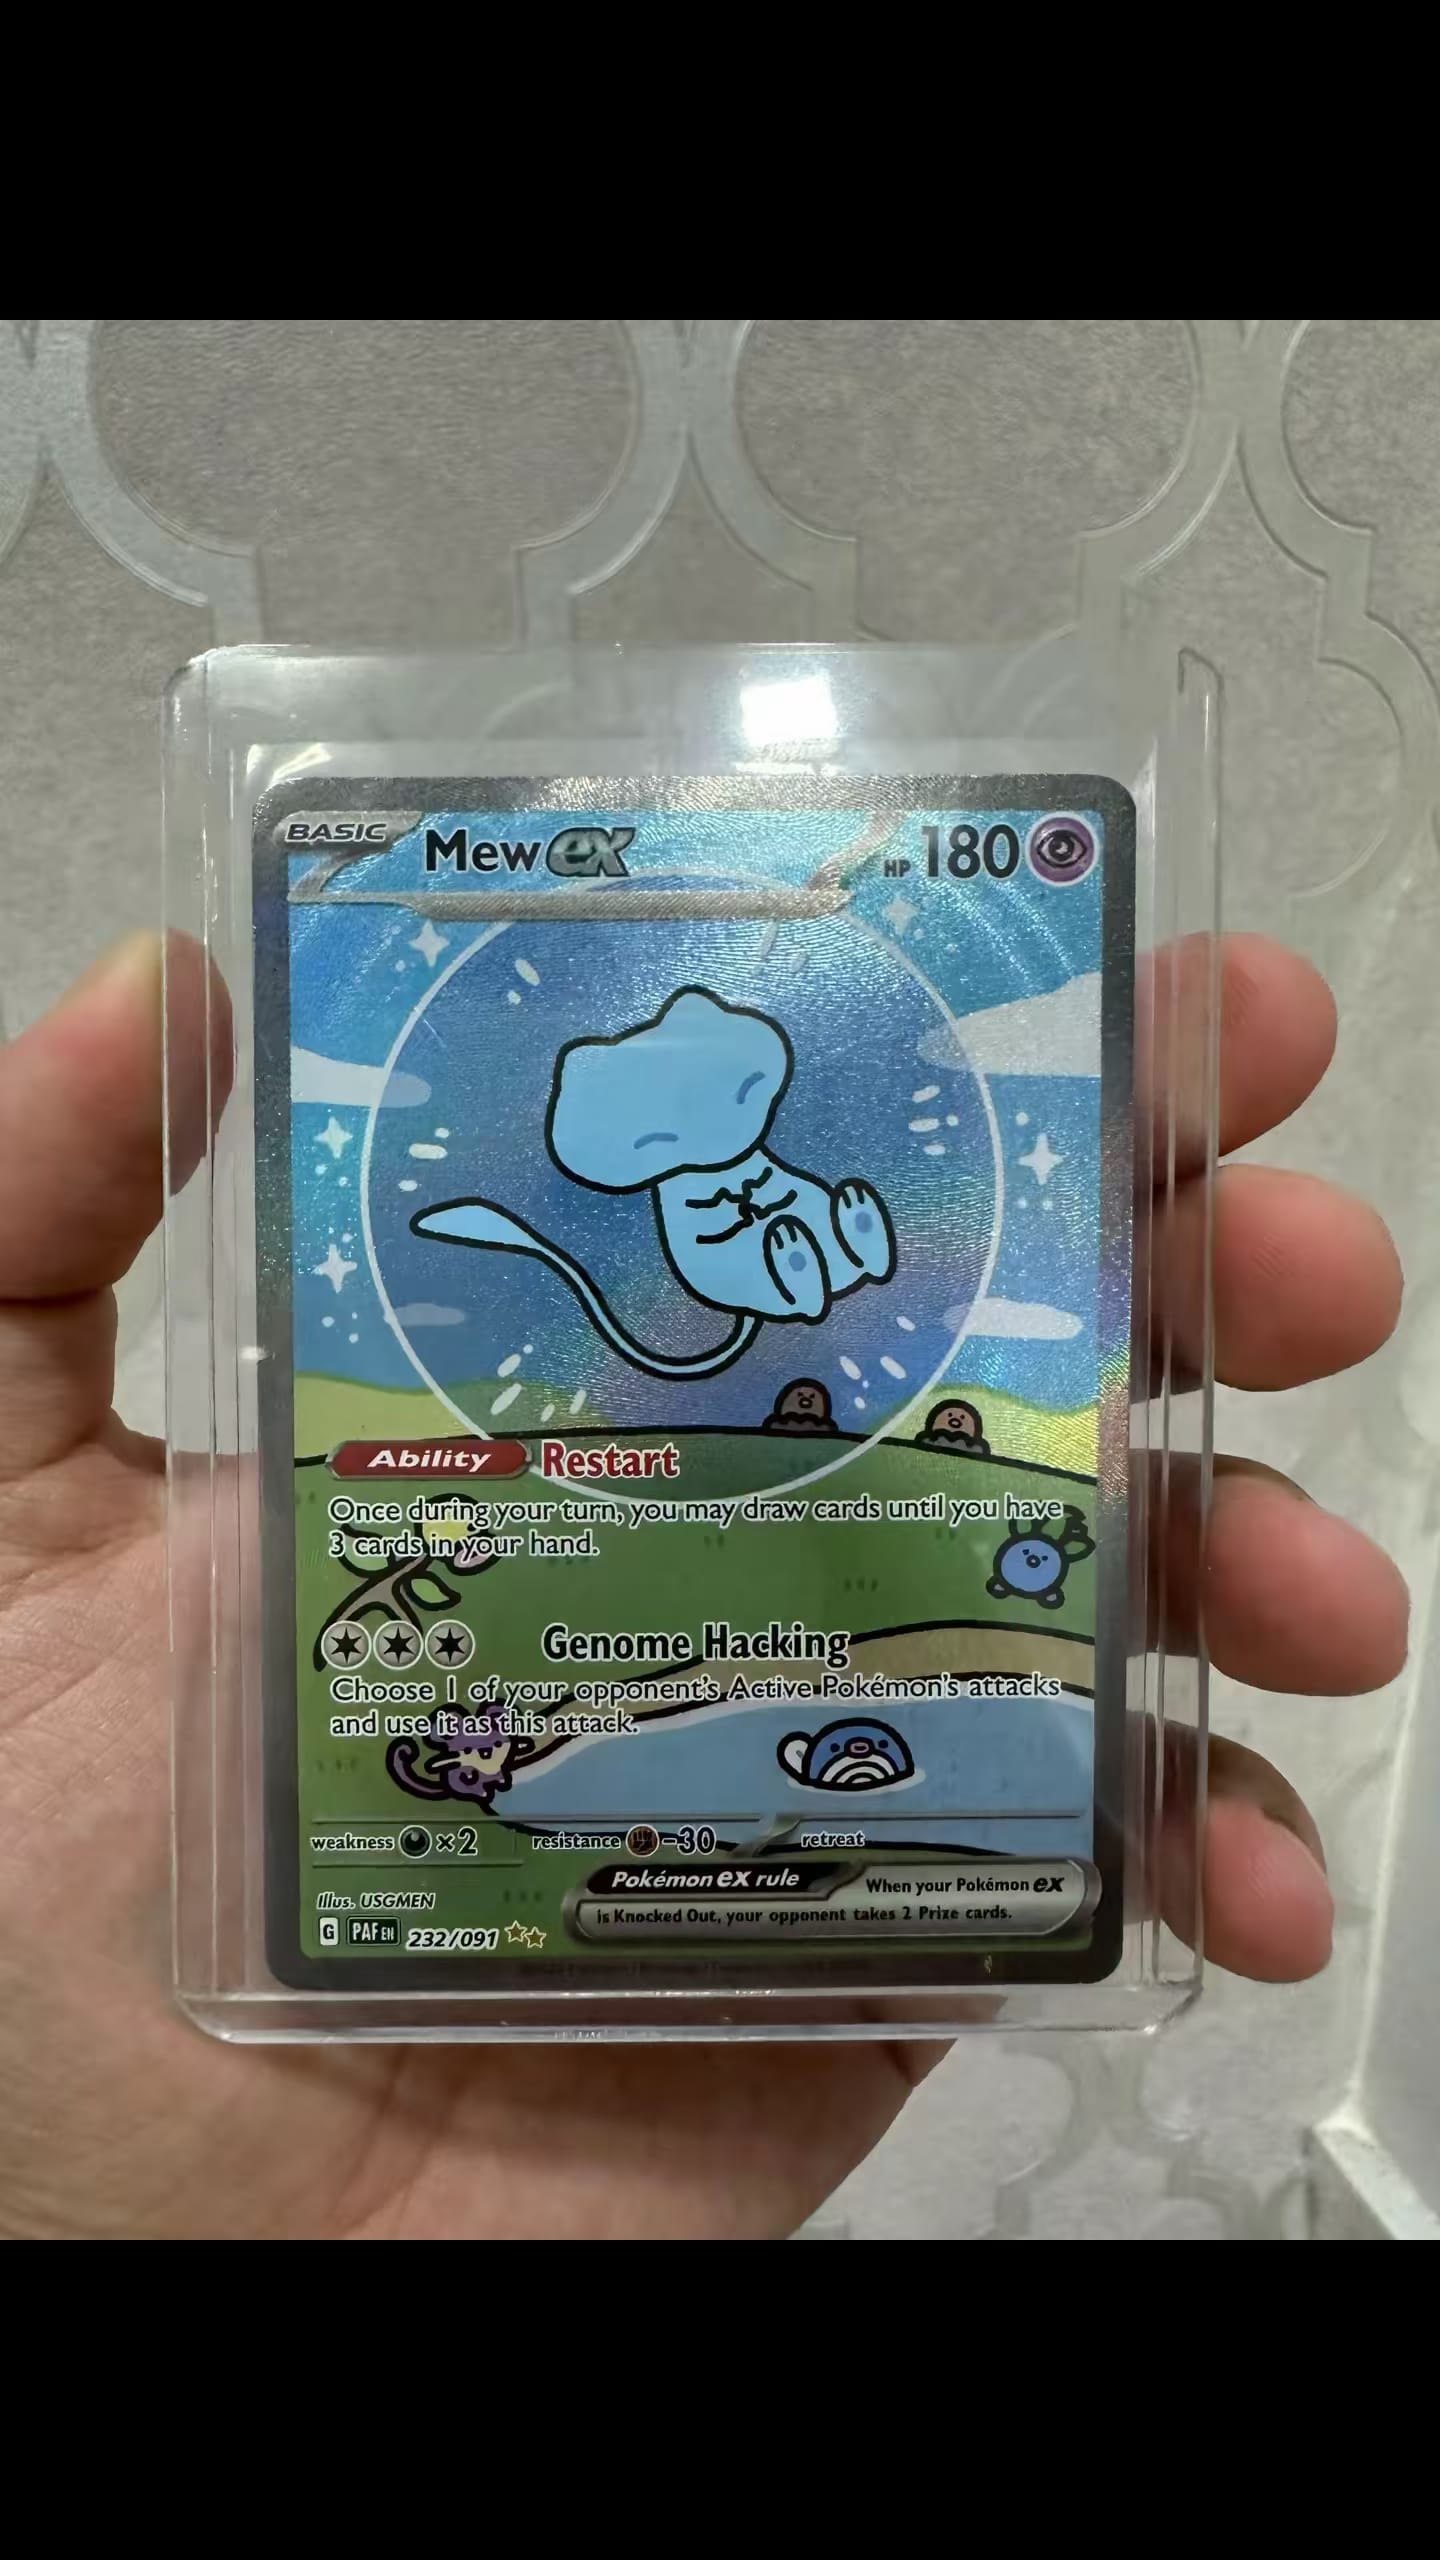 BASIC Mew ex HP 180
Ability Restart
Once during your turn, you may draw cards until you have
3 cards in your hand.
Genome Hacking
Choose 1 of your opponent's Active Pokémon's attacks
and use it as this attack.
weakness ×2 resistance -30 retreat
Pokémon ex rule When your Pokémon ex
is Knocked Out, your opponent takes 2 Prize cards.
Illus. USGMEN
G PAF EN 232/091